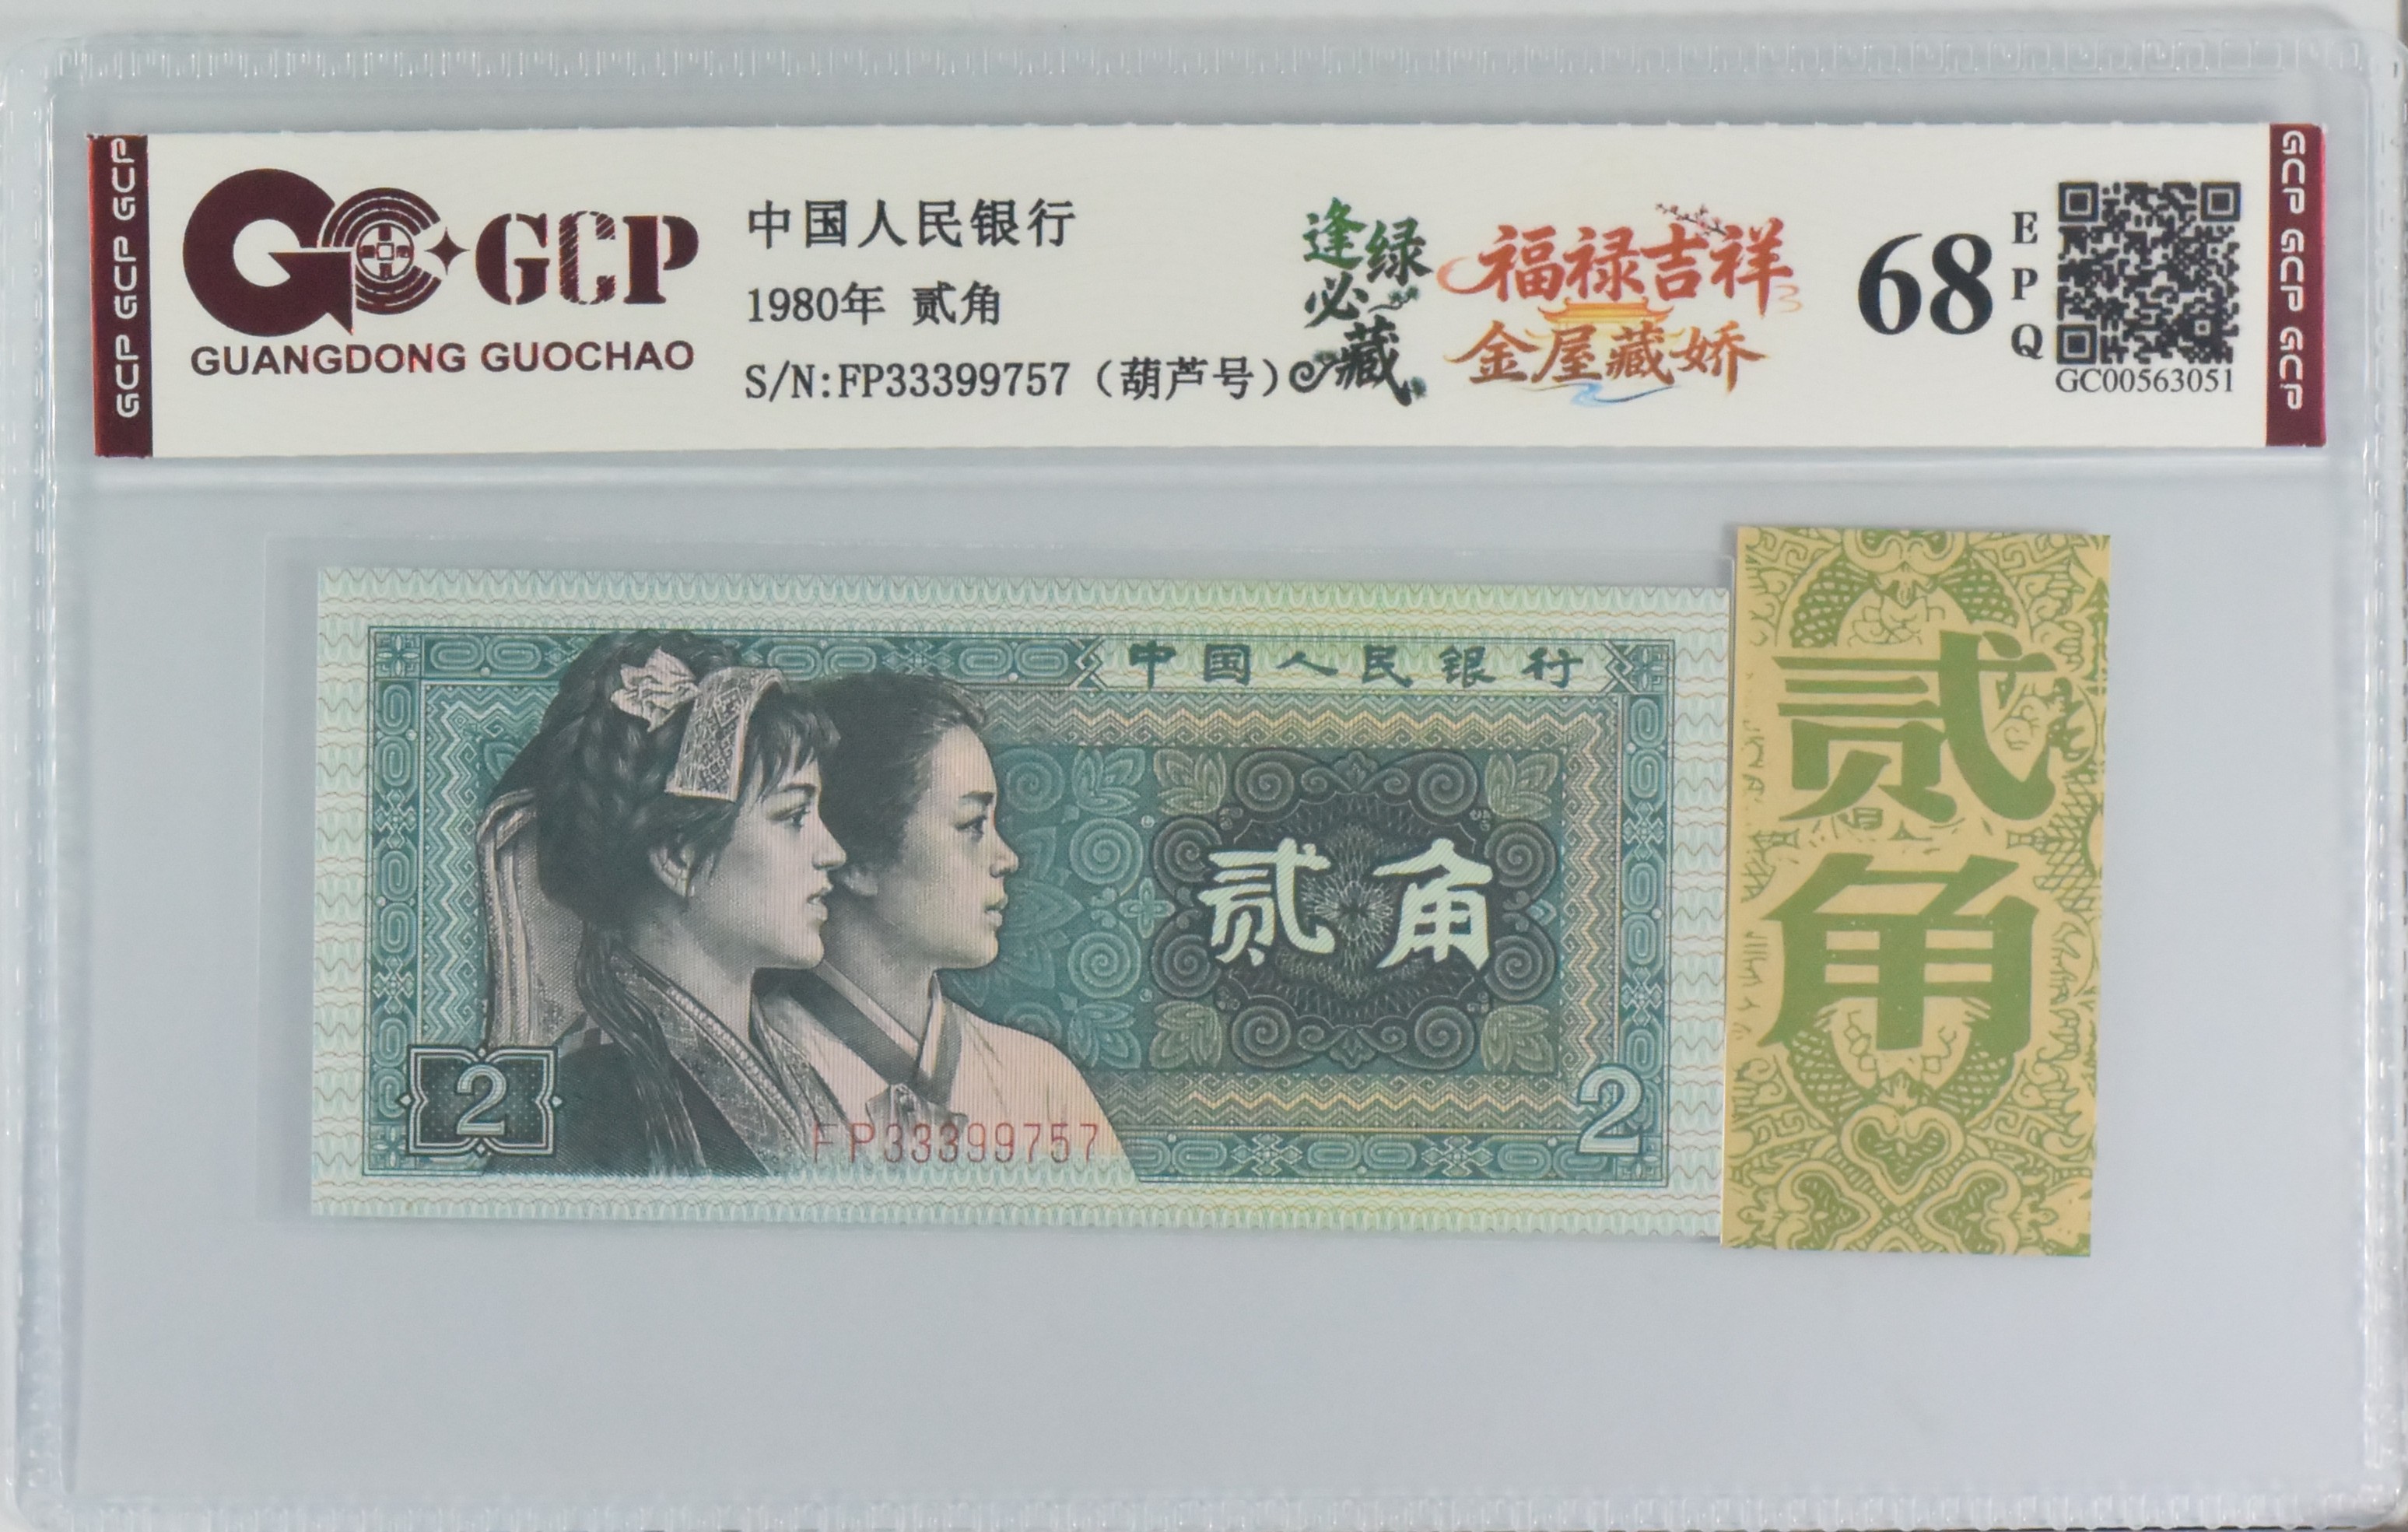 GCP GCP GCP
GCP
GUANGDONG GUOCHAO
中国人民银行
1980年 贰角
S/N:FP33399757（葫芦号）
逢绿必藏
福禄吉祥
金屋藏娇
68
EPQ
GC00563051
GCP GCP GCP
中国人民银行
贰角
2
2
FP33399757
贰角